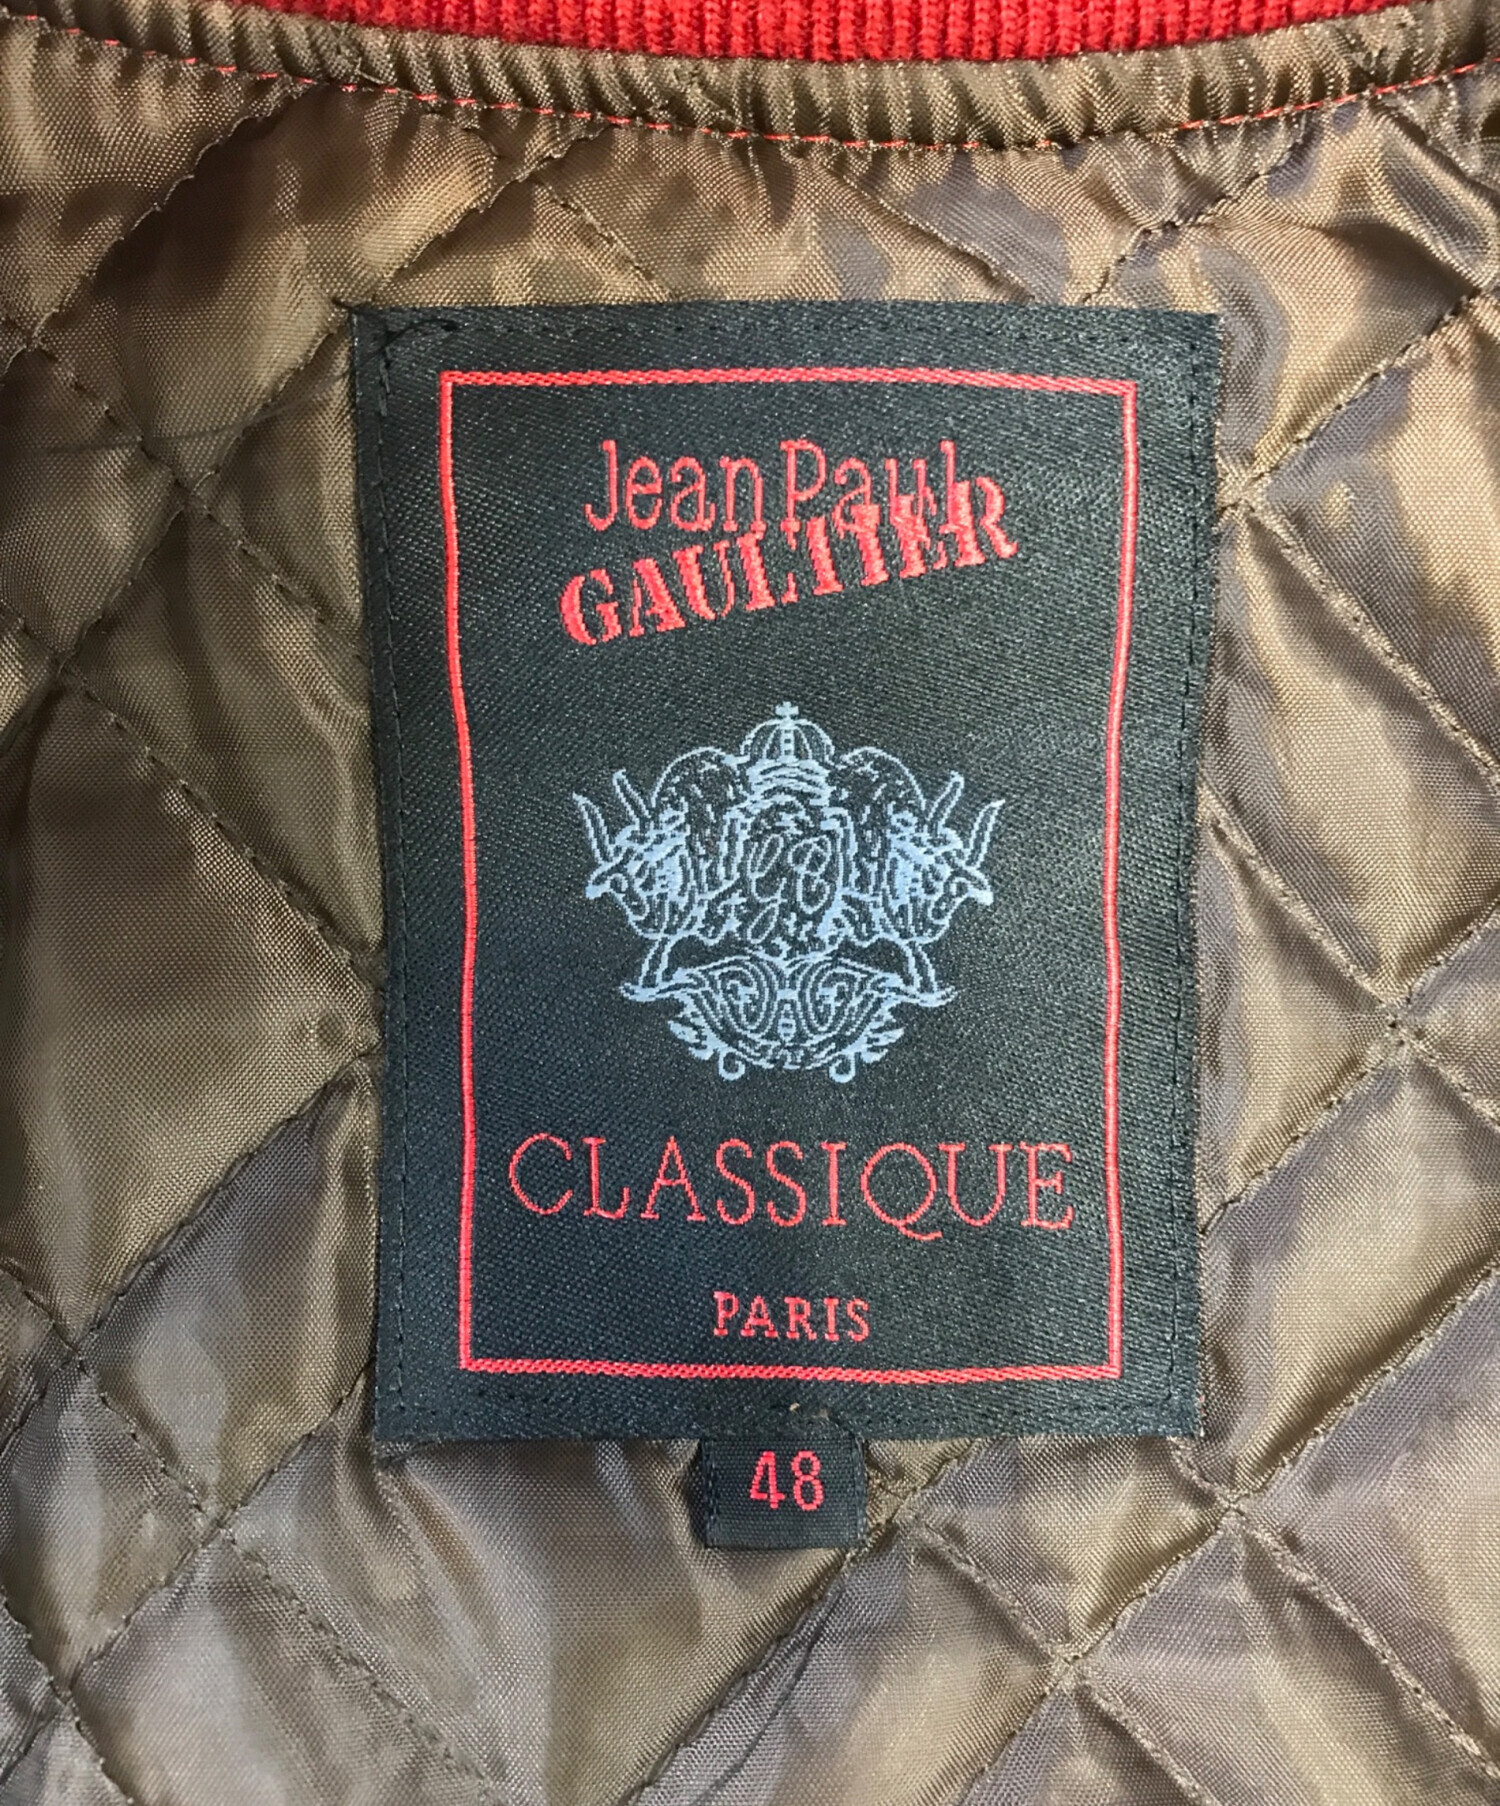 Jean Paul
GAULTIER
CLASSIQUE
PARIS
48